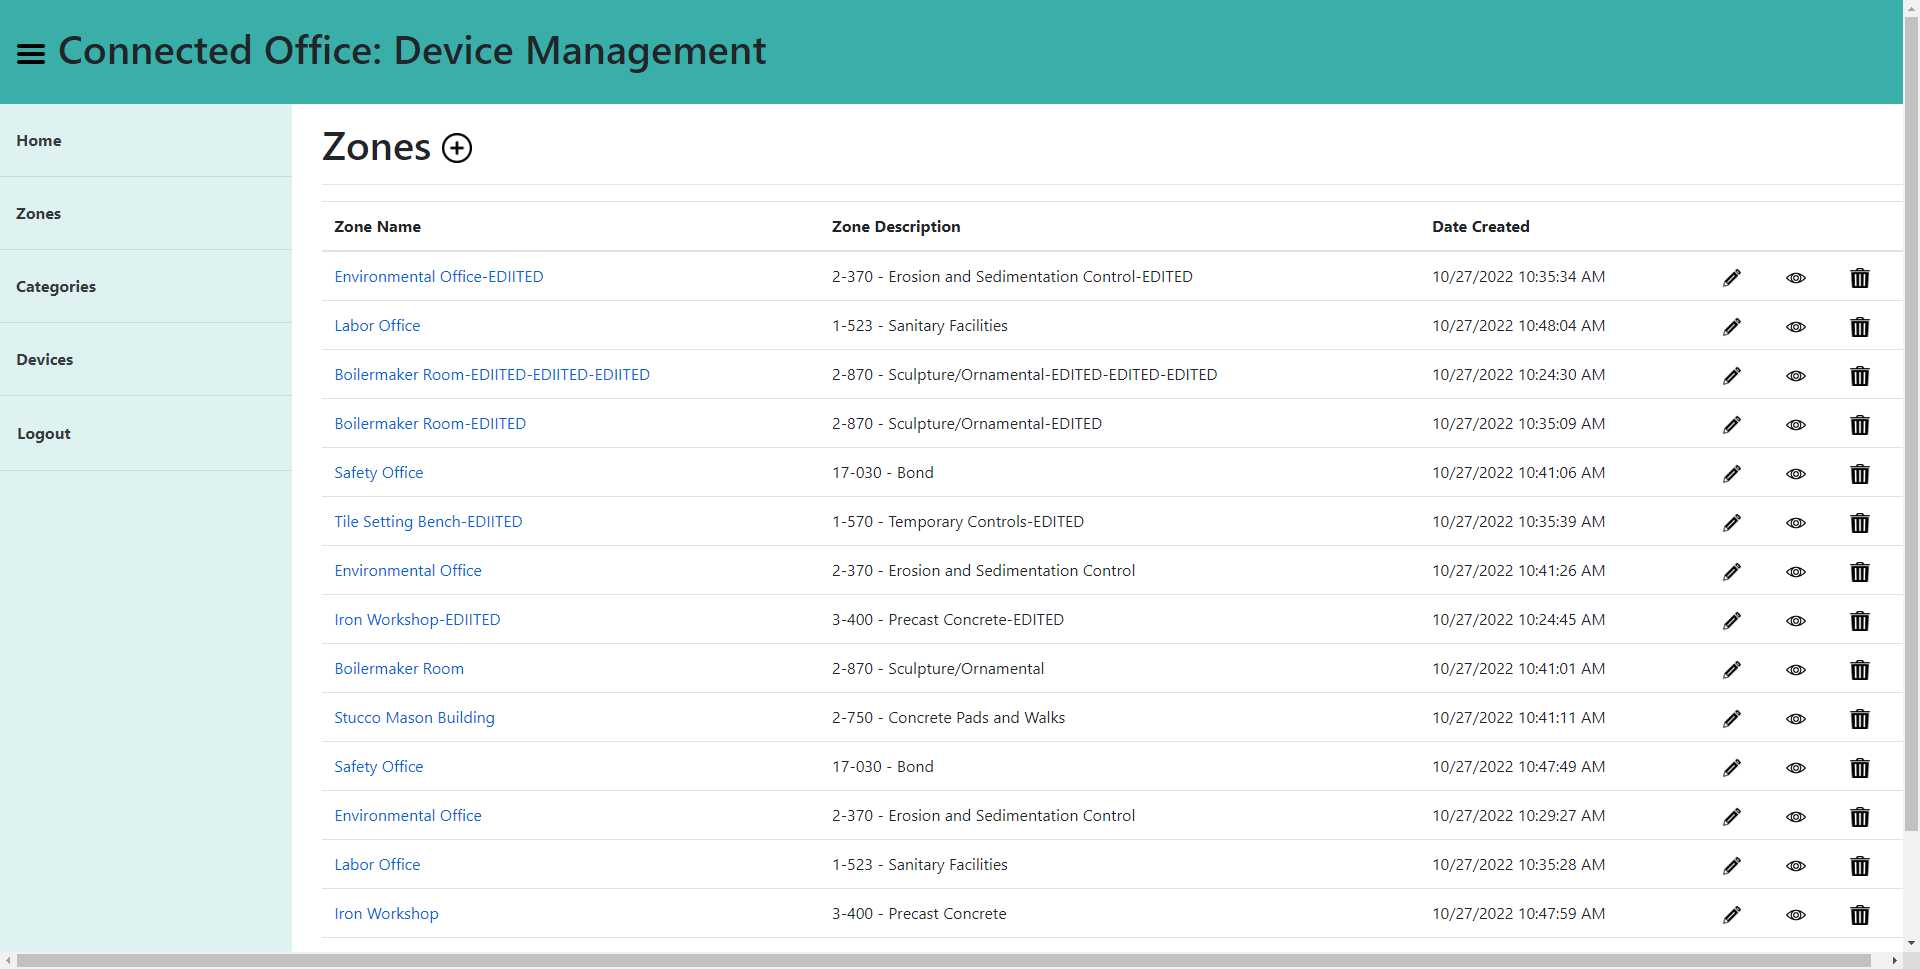 Connected Office: Device Management
Home
Zones
Categories
Devices
Logout
Zones
Zone Name Zone Description Date Created
Environmental Office-EDIITED 2-370 - Erosion and Sedimentation Control-EDITED 10/27/2022 10:35:34 AM
Labor Office 1-523 - Sanitary Facilities 10/27/2022 10:48:04 AM
Boilermaker Room-EDIITED-EDIITED-EDIITED 2-870 - Sculpture/Ornamental-EDITED-EDITED-EDITED 10/27/2022 10:24:30 AM
Boilermaker Room-EDIITED 2-870 - Sculpture/Ornamental-EDITED 10/27/2022 10:35:09 AM
Safety Office 17-030 - Bond 10/27/2022 10:41:06 AM
Tile Setting Bench-EDIITED 1-570 - Temporary Controls-EDITED 10/27/2022 10:35:39 AM
Environmental Office 2-370 - Erosion and Sedimentation Control 10/27/2022 10:41:26 AM
Iron Workshop-EDIITED 3-400 - Precast Concrete-EDITED 10/27/2022 10:24:45 AM
Boilermaker Room 2-870 - Sculpture/Ornamental 10/27/2022 10:41:01 AM
Stucco Mason Building 2-750 - Concrete Pads and Walks 10/27/2022 10:41:11 AM
Safety Office 17-030 - Bond 10/27/2022 10:47:49 AM
Environmental Office 2-370 - Erosion and Sedimentation Control 10/27/2022 10:29:27 AM
Labor Office 1-523 - Sanitary Facilities 10/27/2022 10:35:28 AM
Iron Workshop 3-400 - Precast Concrete 10/27/2022 10:47:59 AM